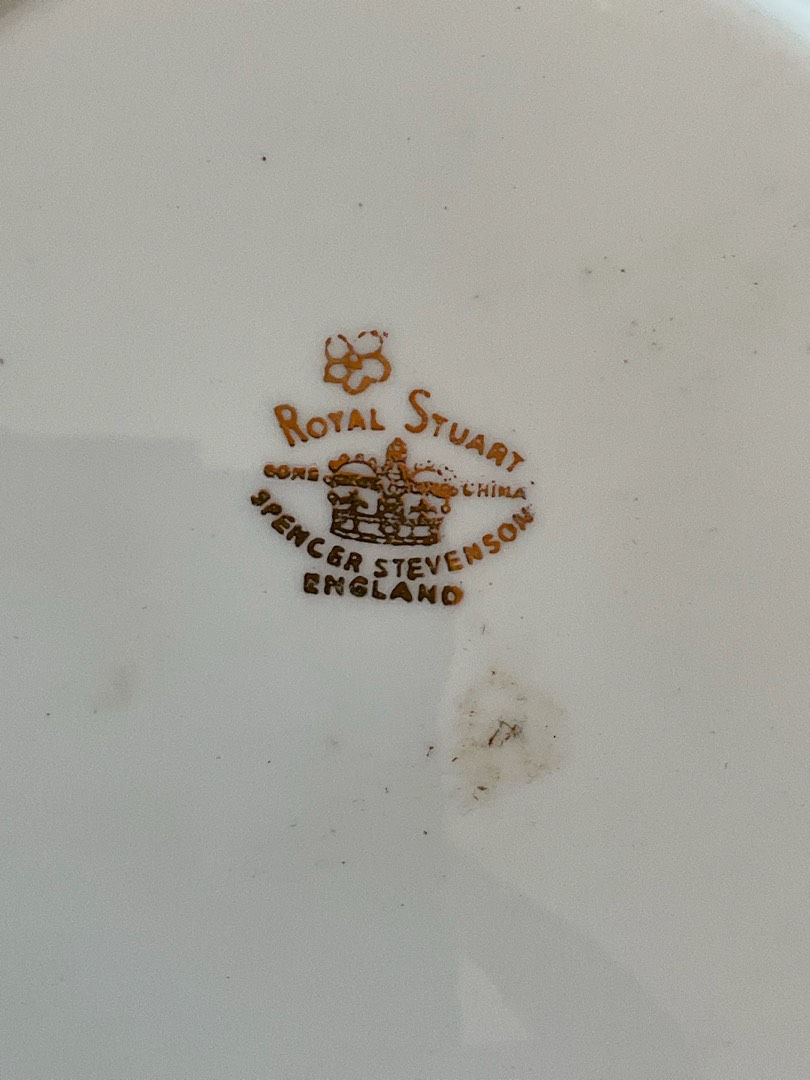 ROYAL STUART
BONE CHINA
SPENCER STEVENSON
ENGLAND